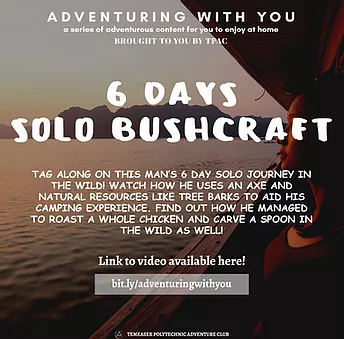 ADVENTURING WITH YOU
a series of adventurous content for you to enjoy at home
BROUGHT TO YOU BY TPAC
6 DAYS
SOLO BUSHCRAFT
TAG ALONG ON THIS MAN'S 6 DAY SOLO JOURNEY IN
THE WILD! WATCH HOW HE USES AN AXE AND
NATURAL RESOURCES LIKE TREE BARKS TO AID HIS
CAMPING EXPERIENCE. FIND OUT HOW HE MANAGED
TO ROAST A WHOLE CHICKEN AND CARVE A SPOON IN
THE WILD AS WELL!
Link to video available here!
bit.ly/adventuringwithyou
TEMASEK POLYTECHNIC ADVENTURE CLUB